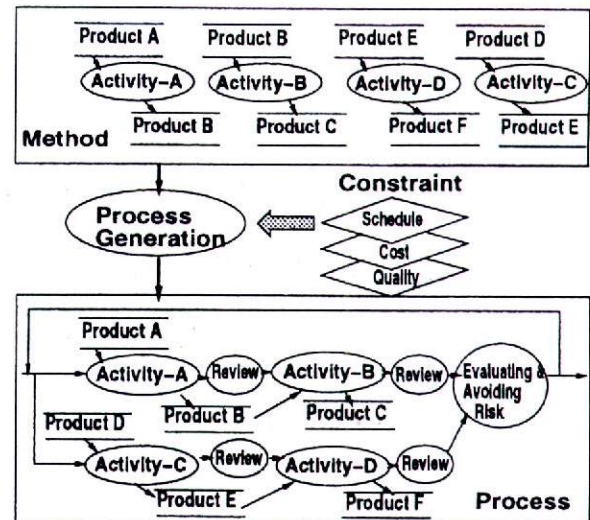 Product A Product B Product E Product D
Activity-A Activity-B Activity-D Activity-C
Product B Product C Product F Product E
Method
Constraint
Process
Generation
Schedule
Cost
Quality
Product A
Activity-A Review Activity-B Review Evaluating &
Avoiding
Risk
Product B Product C
Product D
Activity-C Review Activity-D Review
Product E Product F
Process